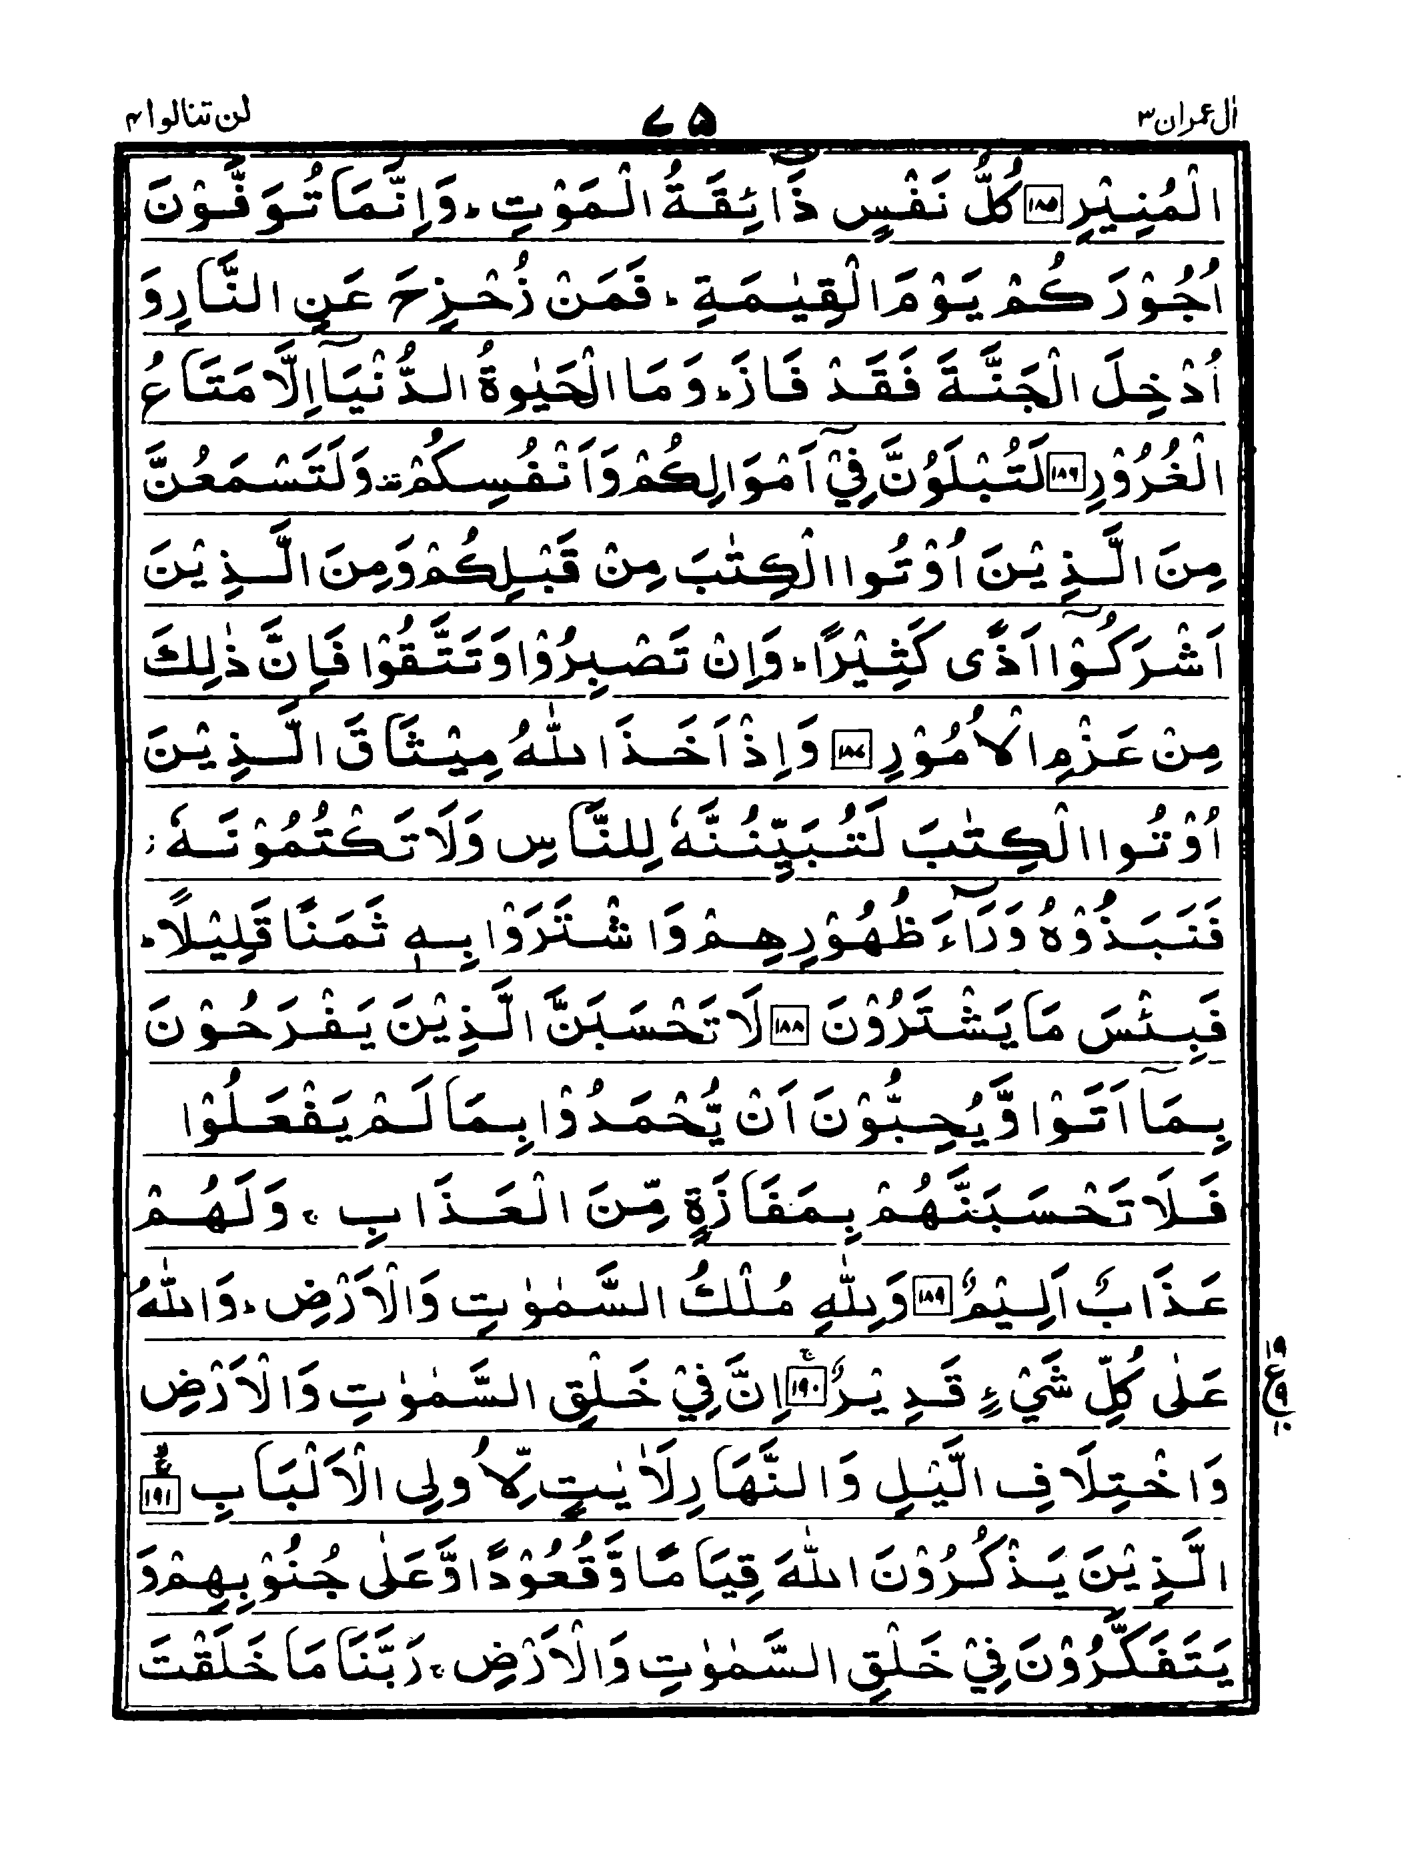 اٰل عمران ۳
۷۵
لن تنالوا ۴
الْمُنِيْرِ ۱۸۵ كُلُّ نَفْسٍ ذَآئِقَةُ الْمَوْتِ ؕ وَاِنَّمَا تُوَفَّوْنَ
اُجُوْرَكُمْ يَوْمَ الْقِيٰمَةِ ؕ فَمَنْ زُحْزِحَ عَنِ النَّارِ وَ
اُدْخِلَ الْجَنَّةَ فَقَدْ فَازَ ؕ وَمَا الْحَيٰوةُ الدُّنْيَآ اِلَّا مَتَاعُ
الْغُرُوْرِ ۱۸۶ لَتُبْلَوُنَّ فِيْٓ اَمْوَالِكُمْ وَاَنْفُسِكُمْ ۫ وَلَتَسْمَعُنَّ
مِنَ الَّذِيْنَ اُوْتُوا الْكِتٰبَ مِنْ قَبْلِكُمْ وَمِنَ الَّذِيْنَ
اَشْرَكُوْٓا اَذًى كَثِيْرًا ؕ وَاِنْ تَصْبِرُوْا وَتَتَّقُوْا فَاِنَّ ذٰلِكَ
مِنْ عَزْمِ الْاُمُوْرِ ۱۸۷ وَاِذْ اَخَذَ اللّٰهُ مِيْثَاقَ الَّذِيْنَ
اُوْتُوا الْكِتٰبَ لَتُبَيِّنُنَّهٗ لِلنَّاسِ وَلَا تَكْتُمُوْنَهٗ ز
فَنَبَذُوْهُ وَرَآءَ ظُهُوْرِهِمْ وَاشْتَرَوْا بِهٖ ثَمَنًا قَلِيْلًا ؕ
فَبِئْسَ مَا يَشْتَرُوْنَ ۱۸۸ لَا تَحْسَبَنَّ الَّذِيْنَ يَفْرَحُوْنَ
بِمَآ اَتَوْا وَّيُحِبُّوْنَ اَنْ يُّحْمَدُوْا بِمَا لَمْ يَفْعَلُوْا
فَلَا تَحْسَبَنَّهُمْ بِمَفَازَةٍ مِّنَ الْعَذَابِ ۚ وَلَهُمْ
عَذَابٌ اَلِيْمٌ ۱۸۹ وَلِلّٰهِ مُلْكُ السَّمٰوٰتِ وَالْاَرْضِ ؕ وَاللّٰهُ
عَلٰى كُلِّ شَيْءٍ قَدِيْرٌ ۱۹۰ اِنَّ فِيْ خَلْقِ السَّمٰوٰتِ وَالْاَرْضِ
وَاخْتِلَافِ الَّيْلِ وَالنَّهَارِ لَاٰيٰتٍ لِّاُولِى الْاَلْبَابِ ۱۹۱
الَّذِيْنَ يَذْكُرُوْنَ اللّٰهَ قِيَامًا وَّقُعُوْدًا وَّعَلٰى جُنُوْبِهِمْ وَ
يَتَفَكَّرُوْنَ فِيْ خَلْقِ السَّمٰوٰتِ وَالْاَرْضِ ۚ رَبَّنَا مَا خَلَقْتَ
۱۹
ع ۹
۱۰